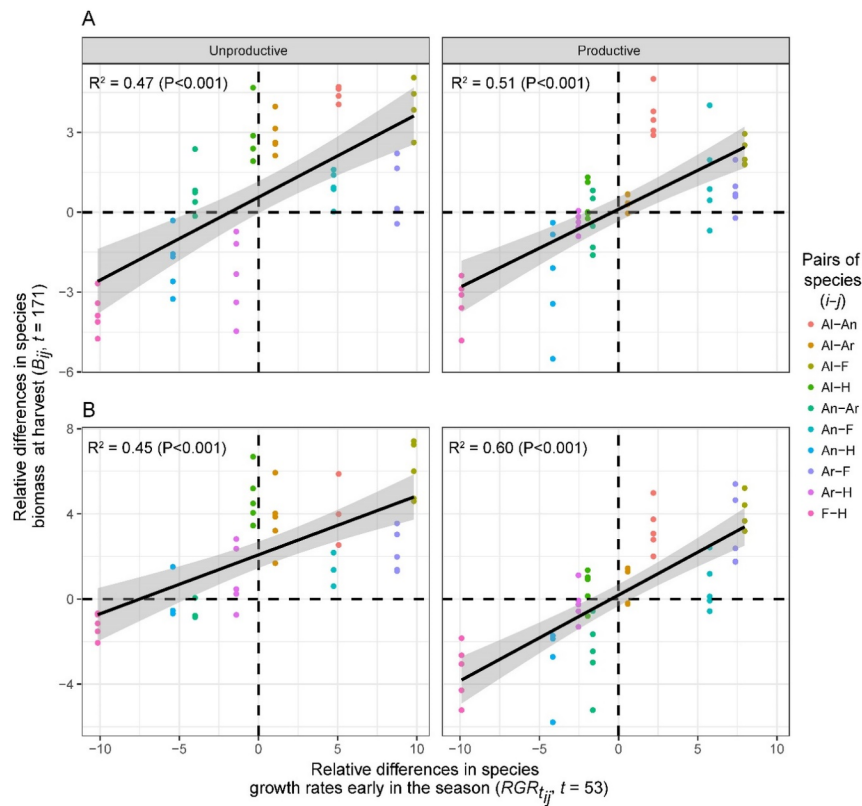 A
Unproductive
Productive
R² = 0.47 (P<0.001)
R² = 0.51 (P<0.001)
3
0
−3
−6
B
R² = 0.45 (P<0.001)
R² = 0.60 (P<0.001)
8
4
0
−4
−10
−5
0
5
10
−10
−5
0
5
10
Relative differences in species
biomass at harvest (Bij, t = 171)
Relative differences in species
growth rates early in the season (RGRtij, t = 53)
Pairs of
species
(i–j)
Al−An
Al−Ar
Al−F
Al−H
An−Ar
An−F
An−H
Ar−F
Ar−H
F−H